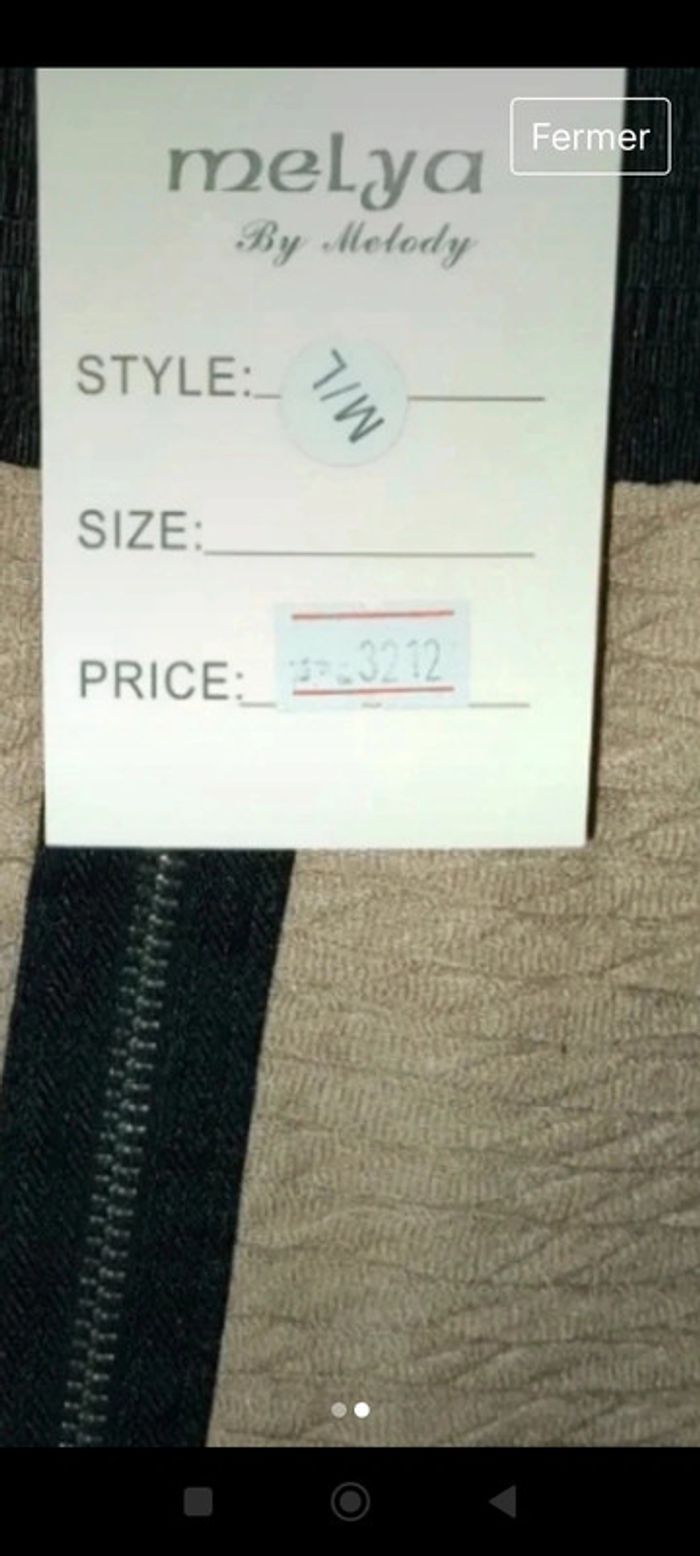 Fermer
melya
By Melody
STYLE:
M/L
SIZE:
PRICE:
3212